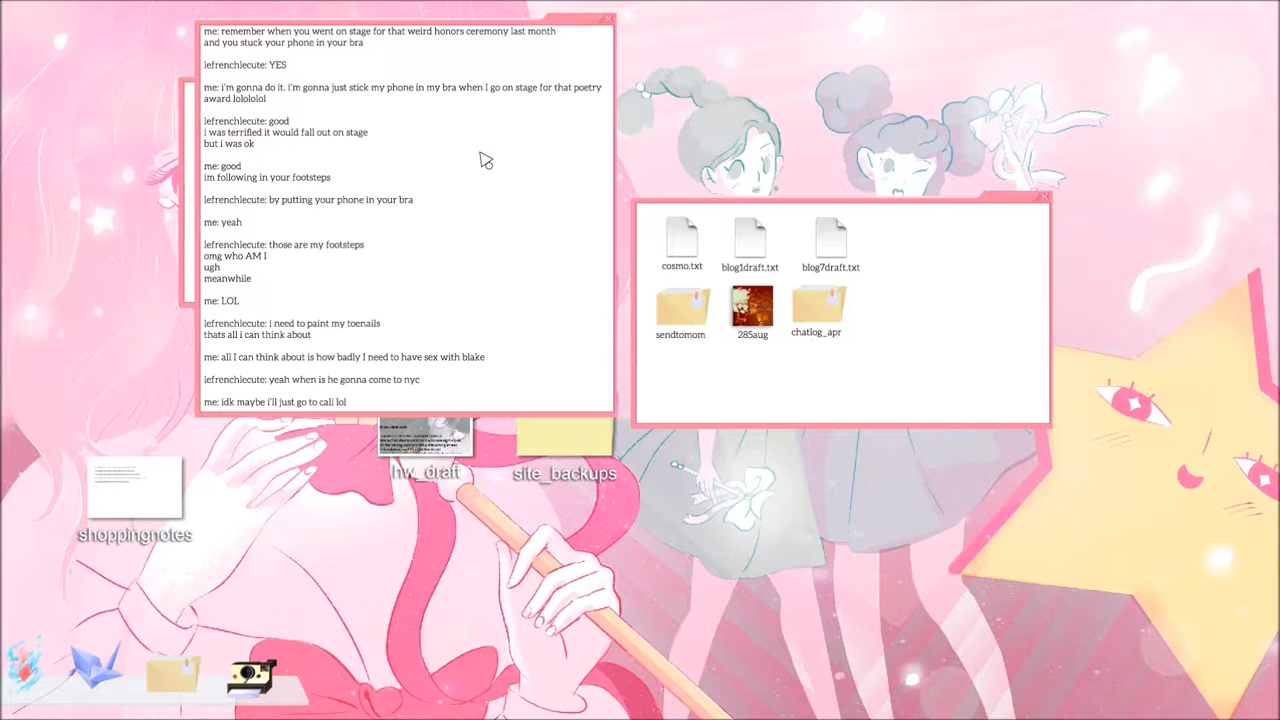 me: remember when you went on stage for that weird honors ceremony last month
and you stuck your phone in your bra
lefrenchlecute: YES
me: i'm gonna do it. i'm gonna just stick my phone in my bra when I go on stage for that poetry
award lolololol
lefrenchlecute: good
i was terrified it would fall out on stage
but i was ok
me: good
im following in your footsteps
lefrenchlecute: by putting your phone in your bra
me: yeah
lefrenchlecute: those are my footsteps
omg who AM I
ugh
meanwhile
me: LOL
lefrenchlecute: i need to paint my toenails
thats all i can think about
me: all I can think about is how badly I need to have sex with blake
lefrenchlecute: yeah when is he gonna come to nyc
me: idk maybe i'll just go to cali lol
cosmo.txt
blog1draft.txt
blog7draft.txt
sendtomom
285aug
chatlog_apr
hw_draft
site_backups
shoppingnotes